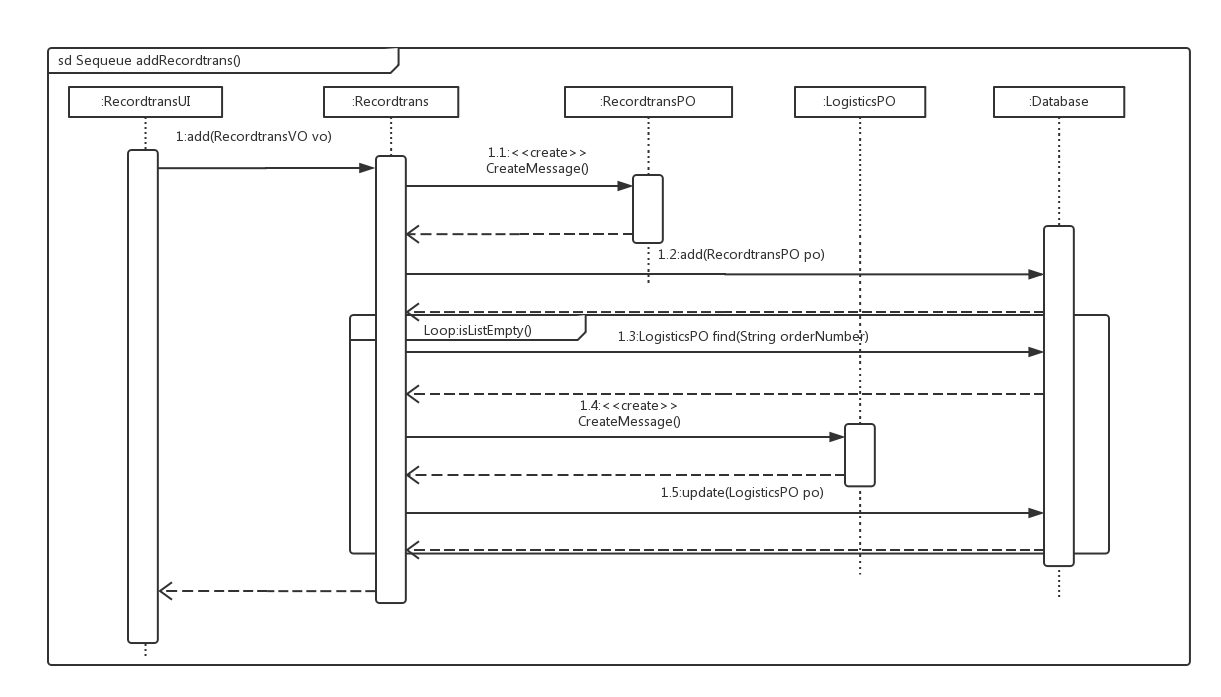 sd Sequeue addRecordtrans()
:RecordtransUI
:Recordtrans
:RecordtransPO
:LogisticsPO
:Database
1:add(RecordtransVO vo)
1.1:<<create>>
CreateMessage()
1.2:add(RecordtransPO po)
Loop:isListEmpty()
1.3:LogisticsPO find(String orderNumber)
1.4:<<create>>
CreateMessage()
1.5:update(LogisticsPO po)